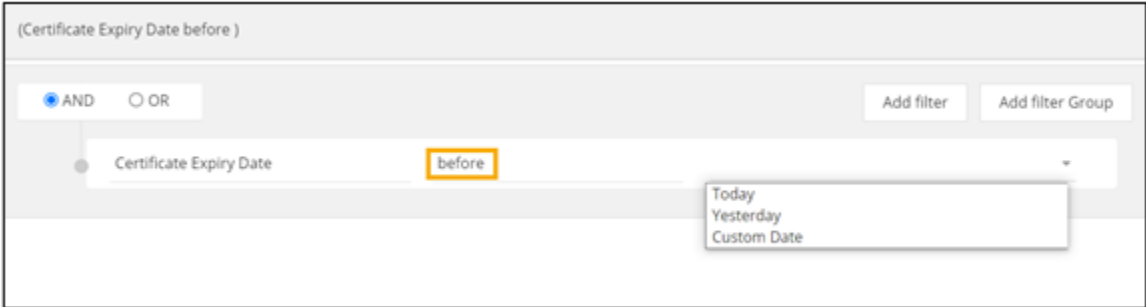 (Certificate Expiry Date before )
AND OR Add filter Add filter Group
Certificate Expiry Date before
Today
Yesterday
Custom Date